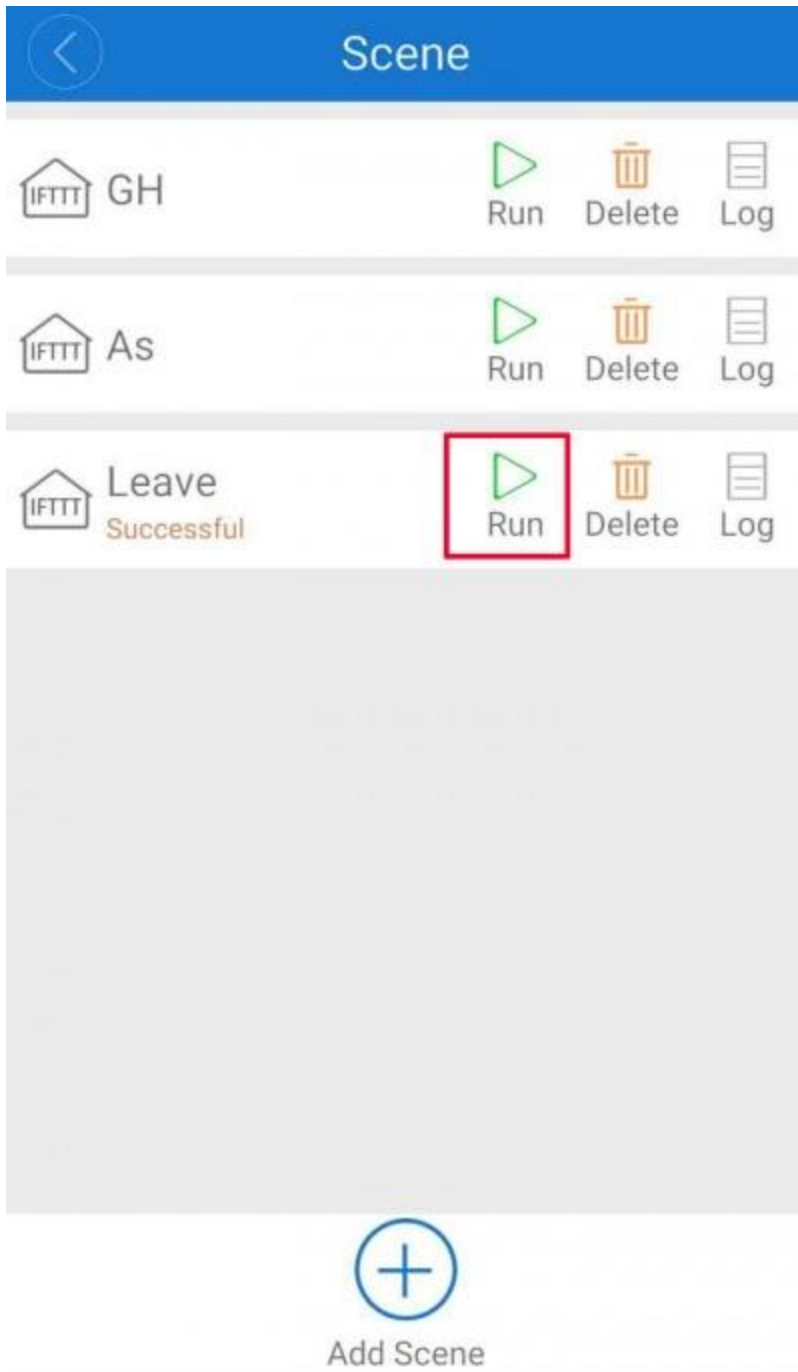 Scene
IFTTT GH Run Delete Log
IFTTT As Run Delete Log
IFTTT Leave Run Delete Log
Successful
Add Scene